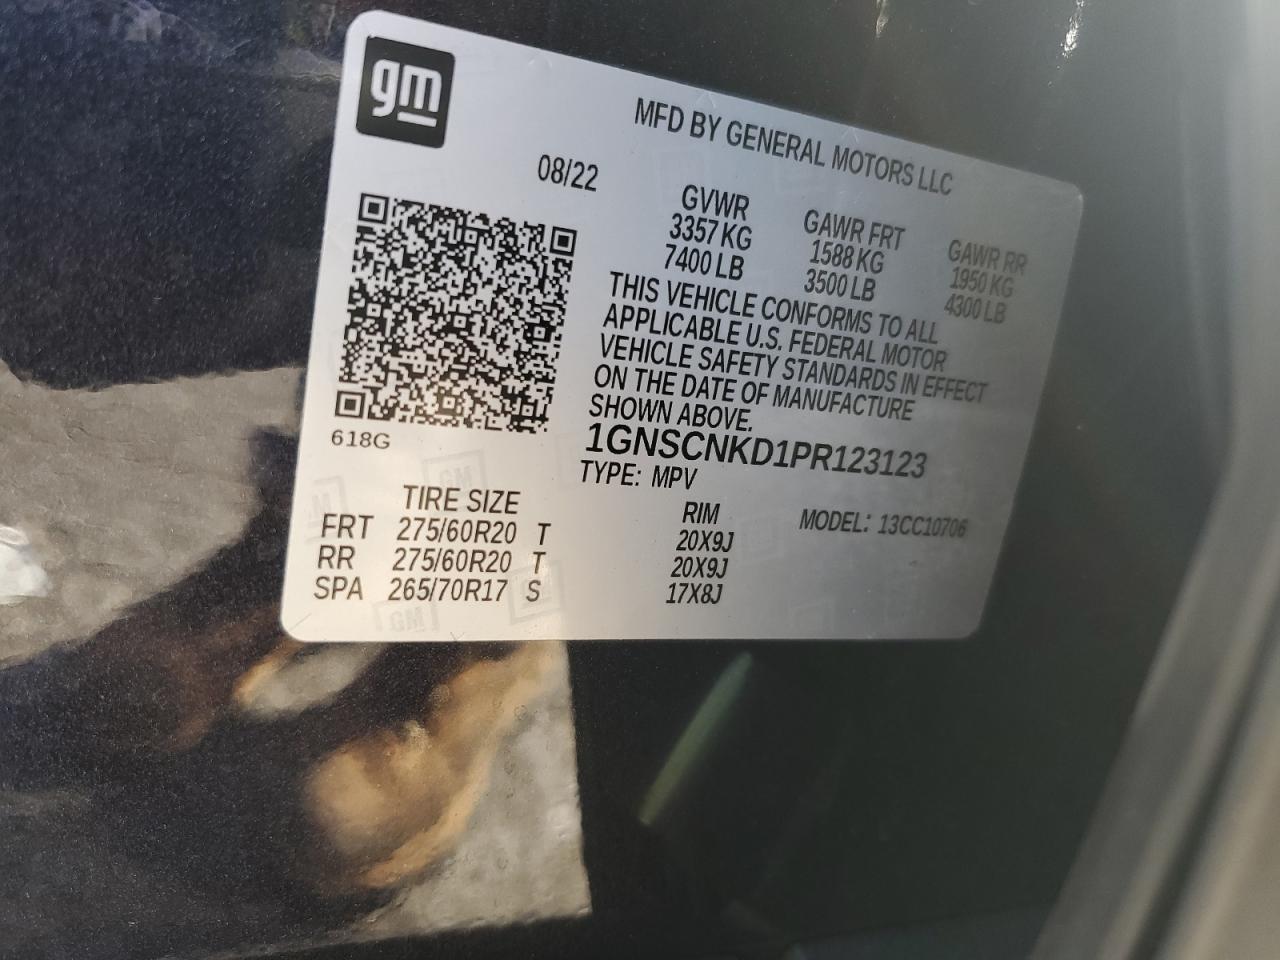 gm
MFD BY GENERAL MOTORS LLC
08/22
GVWR GAWR FRT GAWR RR
3357 KG 1588 KG 1950 KG
7400 LB 3500 LB 4300 LB
THIS VEHICLE CONFORMS TO ALL
APPLICABLE U.S. FEDERAL MOTOR
VEHICLE SAFETY STANDARDS IN EFFECT
ON THE DATE OF MANUFACTURE
SHOWN ABOVE.
618G
1GNSCNKD1PR123123
TYPE: MPV
MODEL: 13CC10706
TIRE SIZE RIM
FRT 275/60R20 T 20X9J
RR 275/60R20 T 20X9J
SPA 265/70R17 S 17X8J